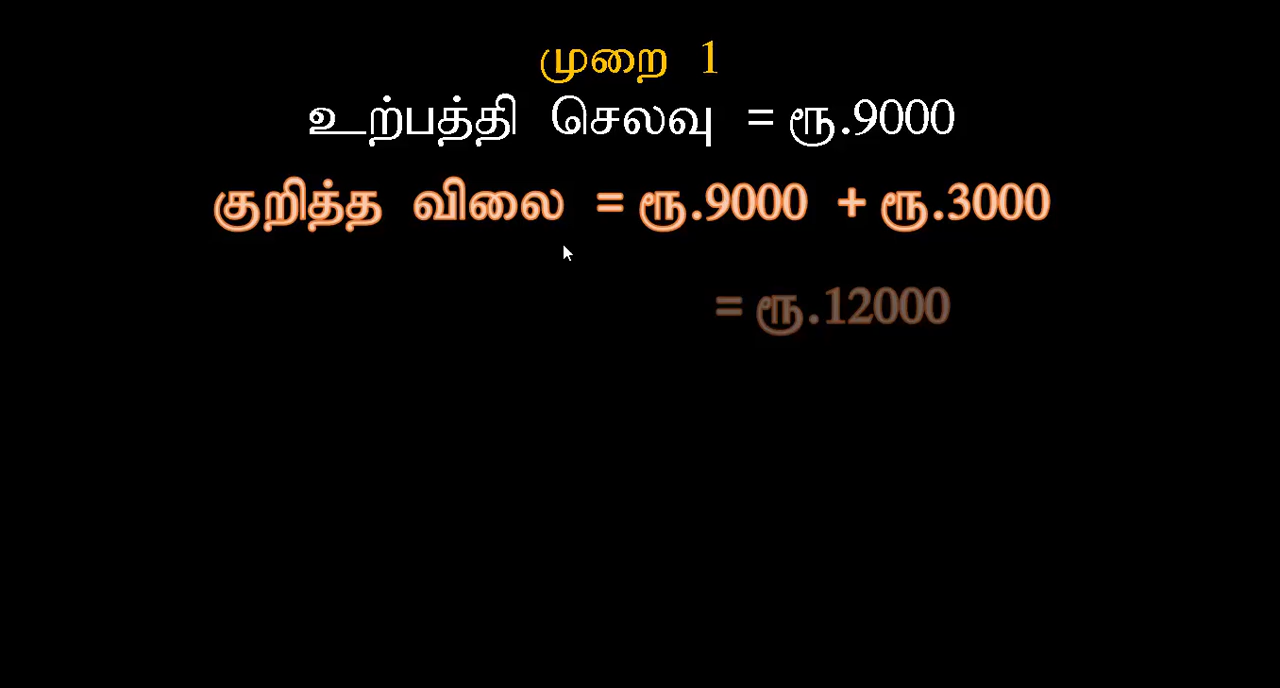 முறை 1
உற்பத்தி செலவு = ரூ.9000
குறித்த விலை = ரூ.9000 + ரூ.3000
= ரூ.12000